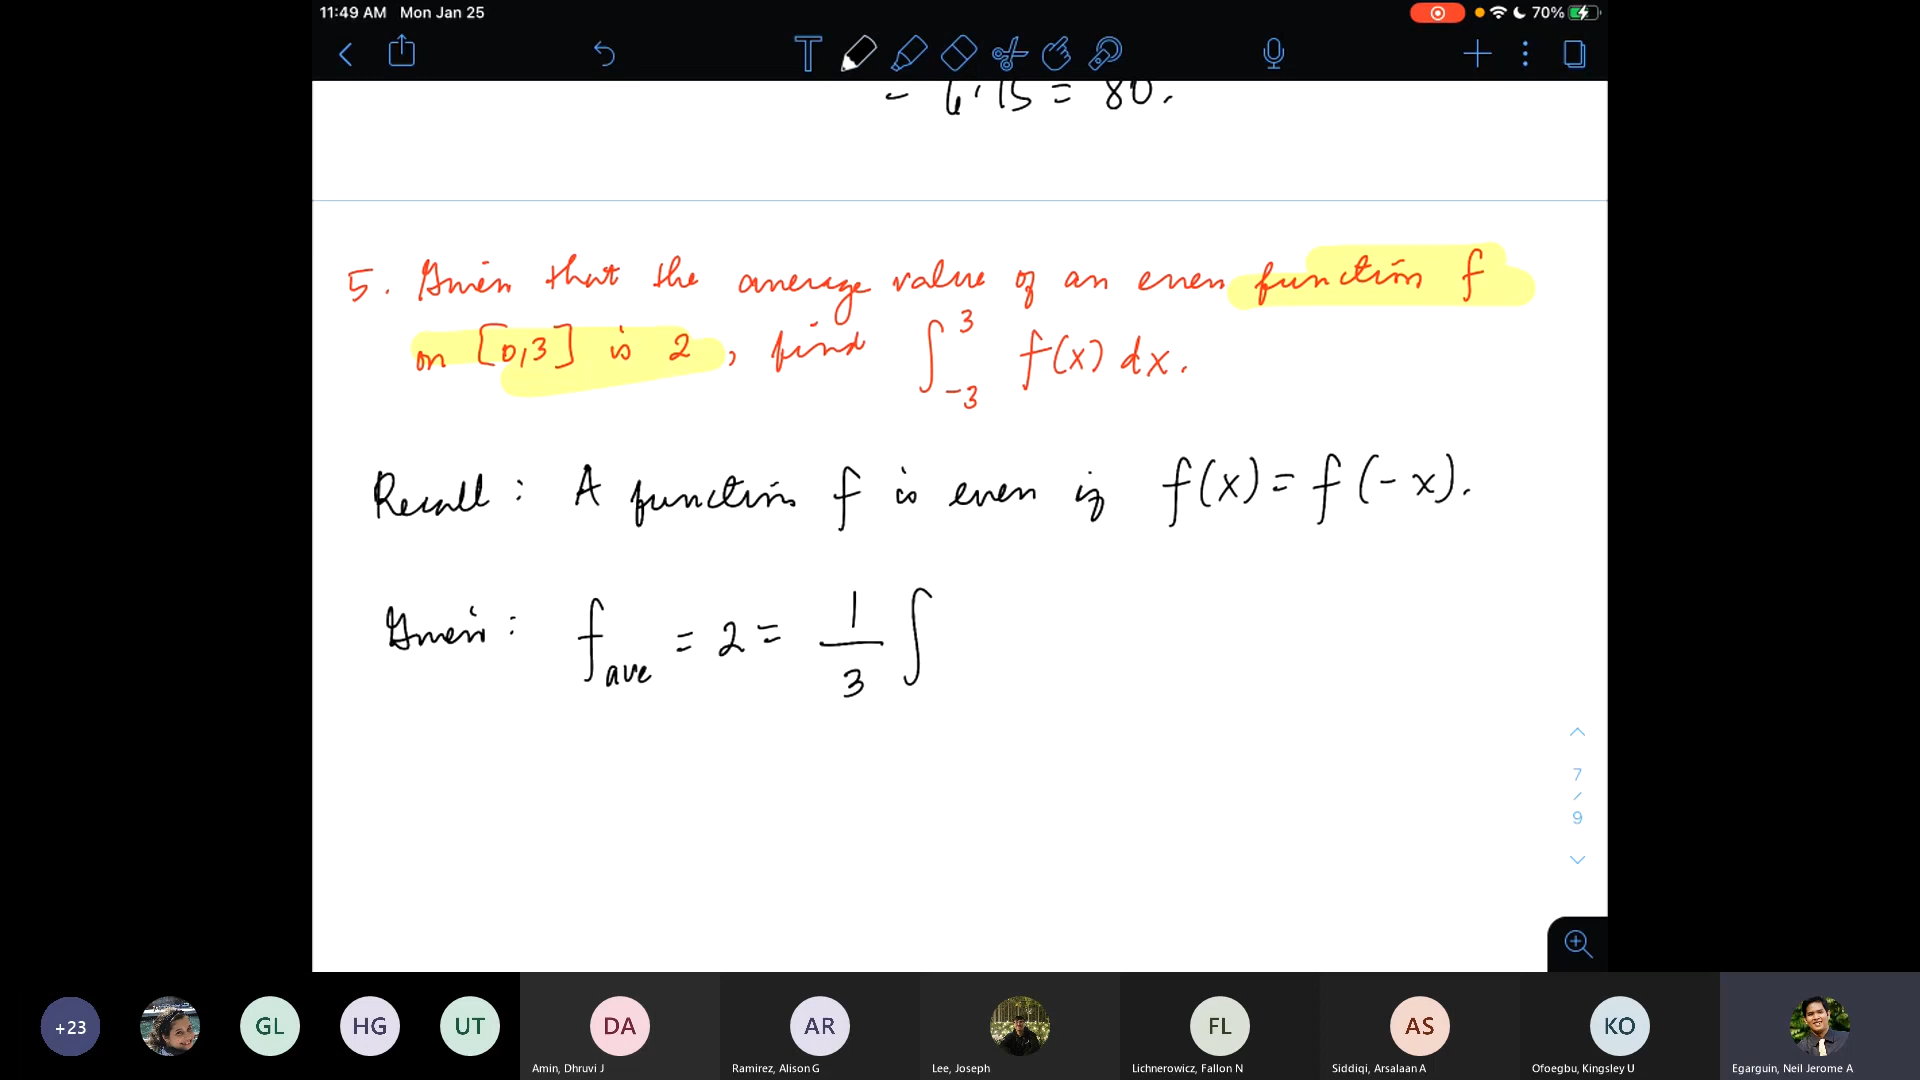 11:49 AM Mon Jan 25
70%
- 6·15 = 80.
5. Given that the average value of an even function f
on [0,3] is 2, find ∫_{-3}^{3} f(x) dx.
Recall: A function f is even if f(x) = f(-x).
Given: f_ave = 2 = 1/3 ∫
7
/
9
+23
GL
HG
UT
DA
AR
FL
AS
KO
Amin, Dhruvi J
Ramirez, Alison G
Lee, Joseph
Lichnerowicz, Fallon N
Siddiqi, Arsalaan A
Ofoegbu, Kingsley U
Egarguin, Neil Jerome A